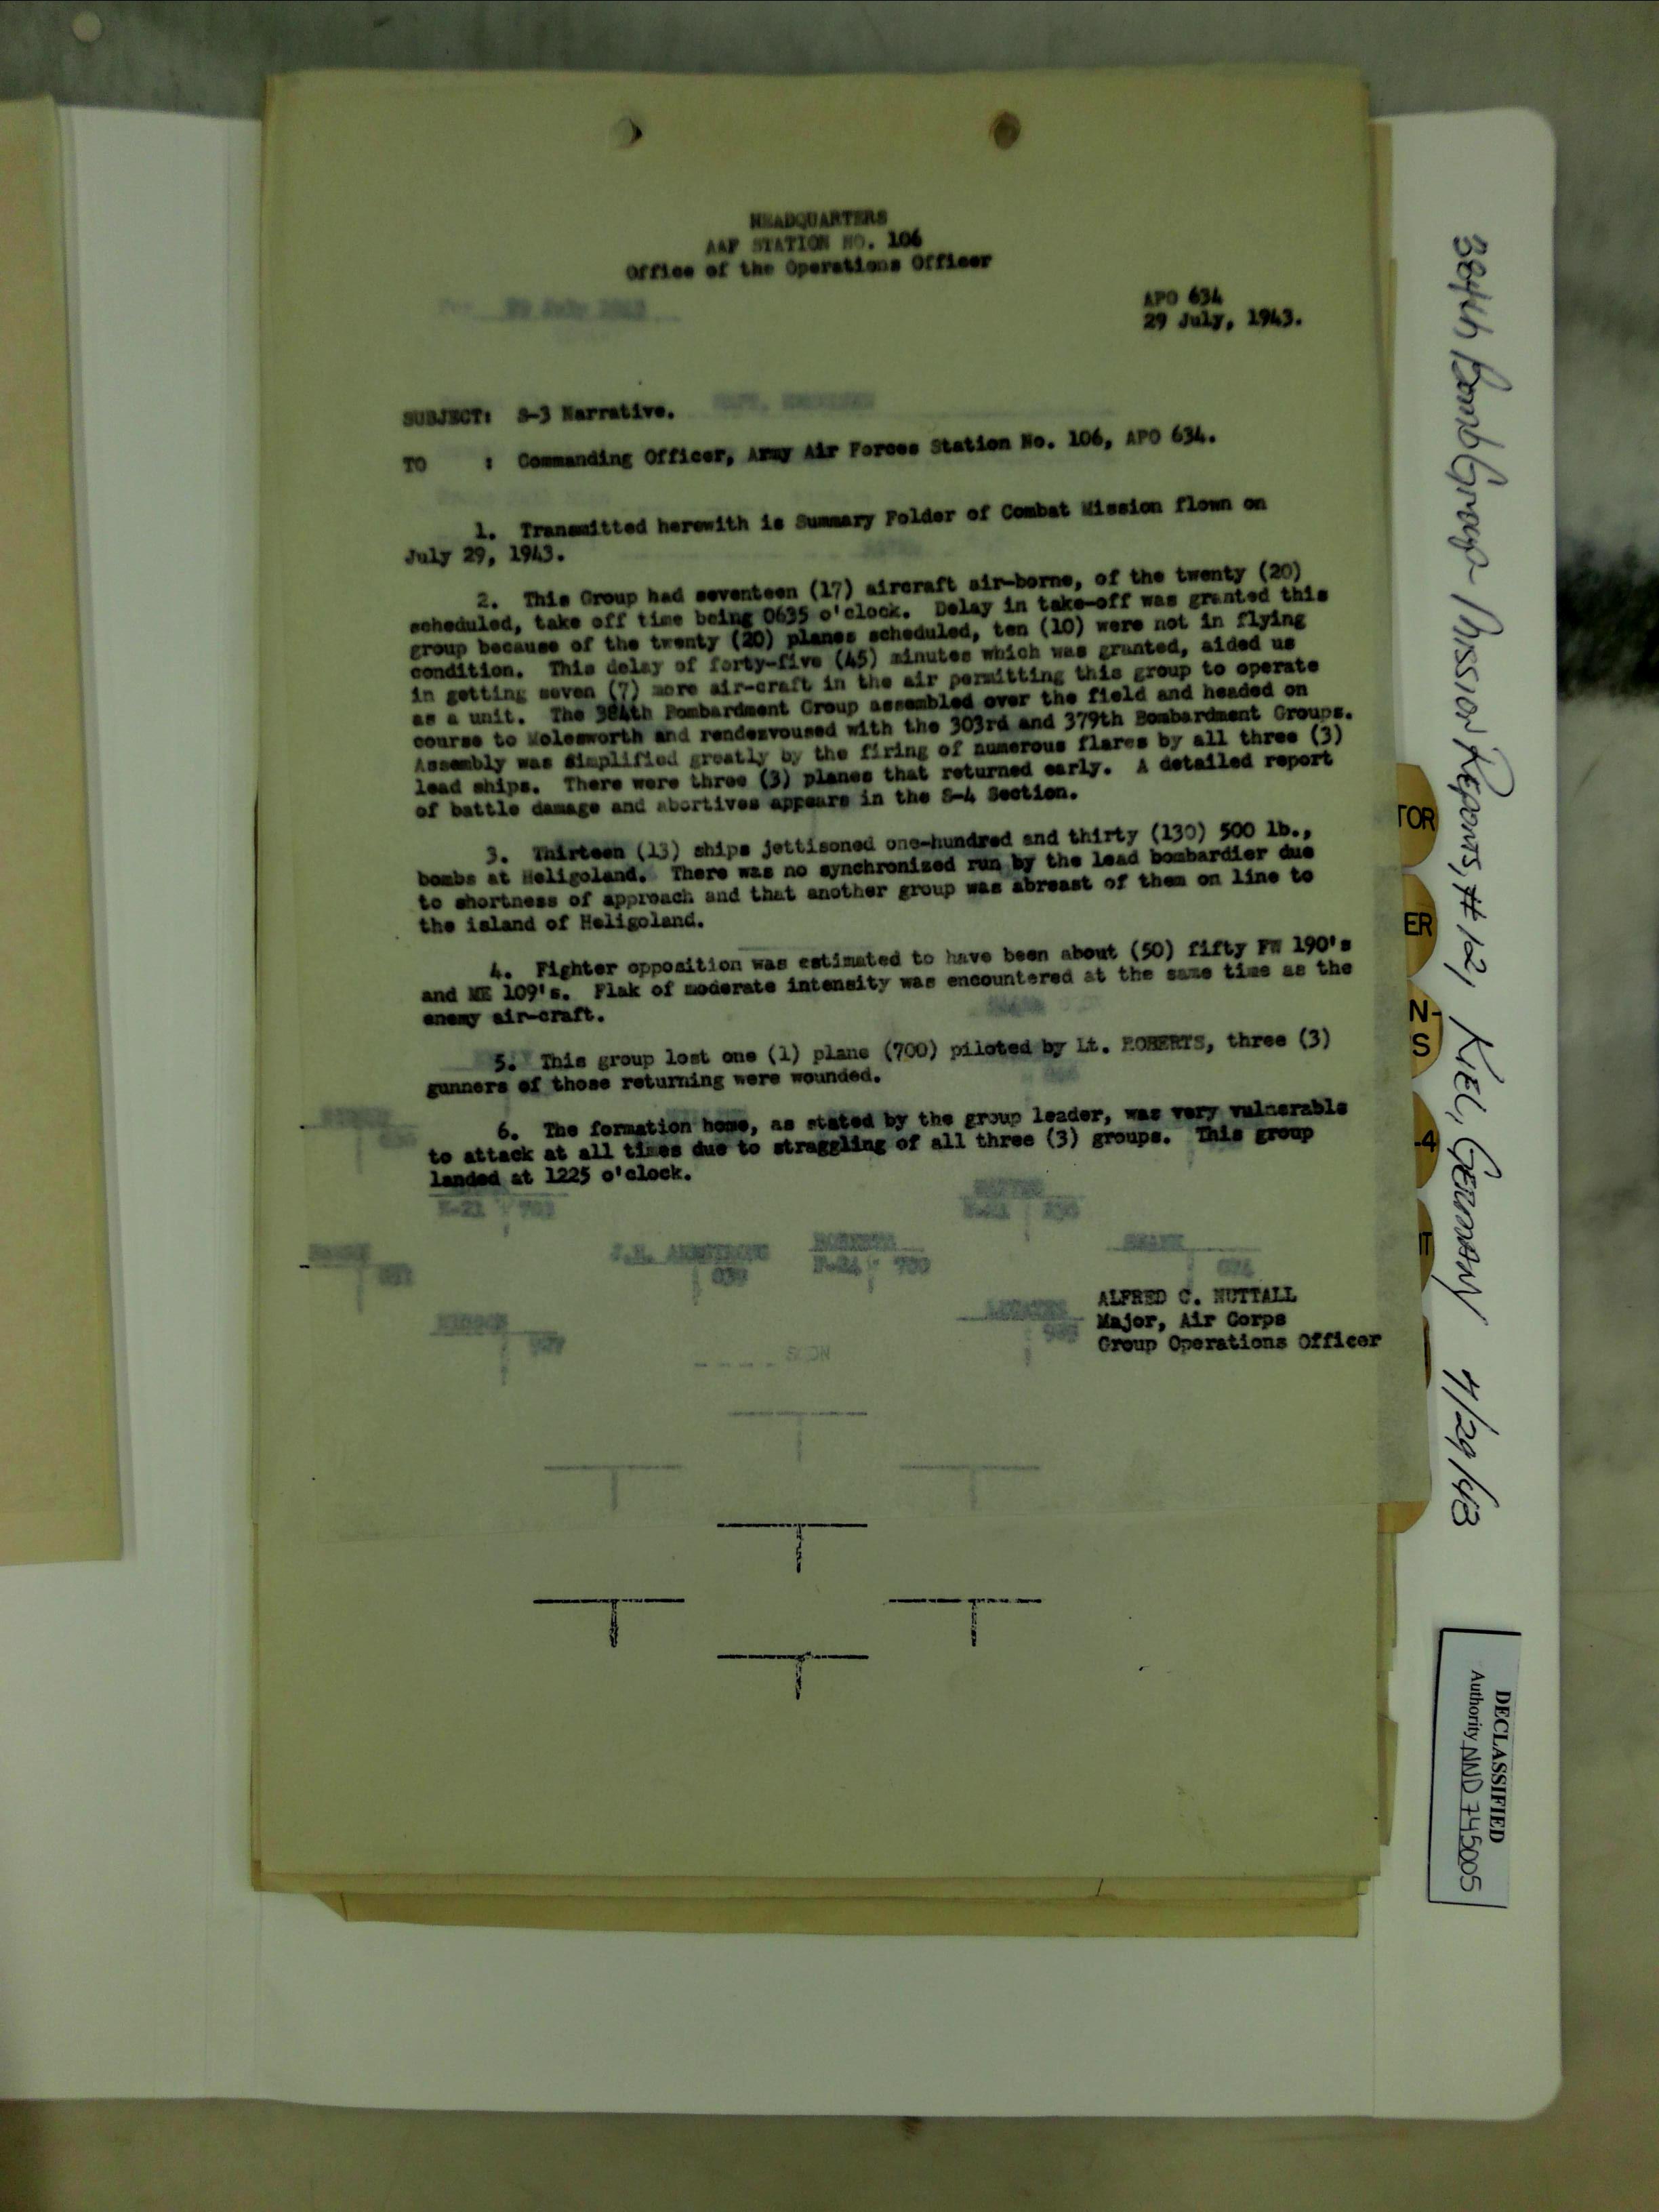 HEADQUARTERS
AAF STATION NO. 106
Office of the Operations Officer
29 July 1943
APO 634
29 July, 1943.
SUBJECT: S-3 Narrative.
TO : Commanding Officer, Army Air Forces Station No. 106, APO 634.
1. Transmitted herewith is Summary Folder of Combat Mission flown on
July 29, 1943.
2. This Group had seventeen (17) aircraft air-borne, of the twenty (20)
scheduled, take off time being 0635 o'clock. Delay in take-off was granted this
group because of the twenty (20) planes scheduled, ten (10) were not in flying
condition. This delay of forty-five (45) minutes which was granted, aided us
in getting seven (7) more air-craft in the air permitting this group to operate
as a unit. The 384th Bombardment Group assembled over the field and headed on
course to Molesworth and rendezvoused with the 303rd and 379th Bombardment Groups.
Assembly was simplified greatly by the firing of numerous flares by all three (3)
lead ships. There were three (3) planes that returned early. A detailed report
of battle damage and abortives appears in the S-4 Section.
3. Thirteen (13) ships jettisoned one-hundred and thirty (130) 500 lb.,
bombs at Heligoland. There was no synchronized run by the lead bombardier due
to shortness of approach and that another group was abreast of them on line to
the island of Heligoland.
4. Fighter opposition was estimated to have been about (50) fifty FW 190's
and ME 109's. Flak of moderate intensity was encountered at the same time as the
enemy air-craft.
5. This group lost one (1) plane (700) piloted by Lt. ROBERTS, three (3)
gunners of those returning were wounded.
6. The formation home, as stated by the group leader, was very vulnerable
to attack at all times due to straggling of all three (3) groups. This group
landed at 1225 o'clock.
J.H. ARMSTRONG
ROBERTS
700
ALFRED C. NUTTALL
Major, Air Corps
Group Operations Officer
TOR
ER
N-
S
-4
T
384th Bomb Group - Mission Reports, #12, KIEL, GERMANY 7/29/43
DECLASSIFIED
Authority NND 745005